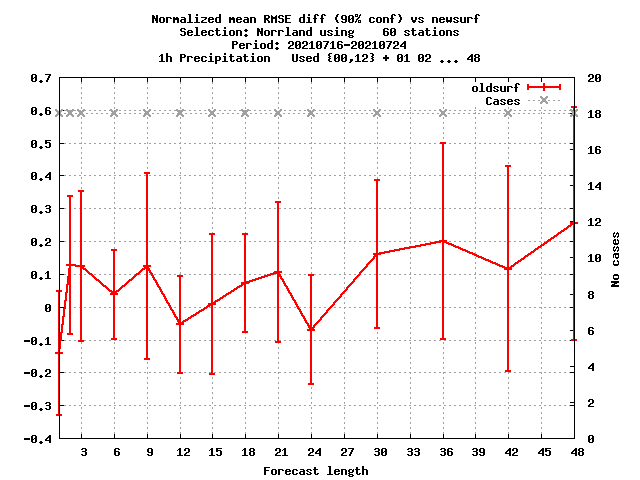 Normalized mean RMSE diff (90% conf) vs newsurf
Selection: Norrland using    60 stations
Period: 20210716-20210724
1h Precipitation   Used {00,12} + 01 02 ... 48
oldsurf
Cases
0.7
0.6
0.5
0.4
0.3
0.2
0.1
0
-0.1
-0.2
-0.3
-0.4
20
18
16
14
12
10
8
6
4
2
0
No cases
3 6 9 12 15 18 21 24 27 30 33 36 39 42 45 48
Forecast length